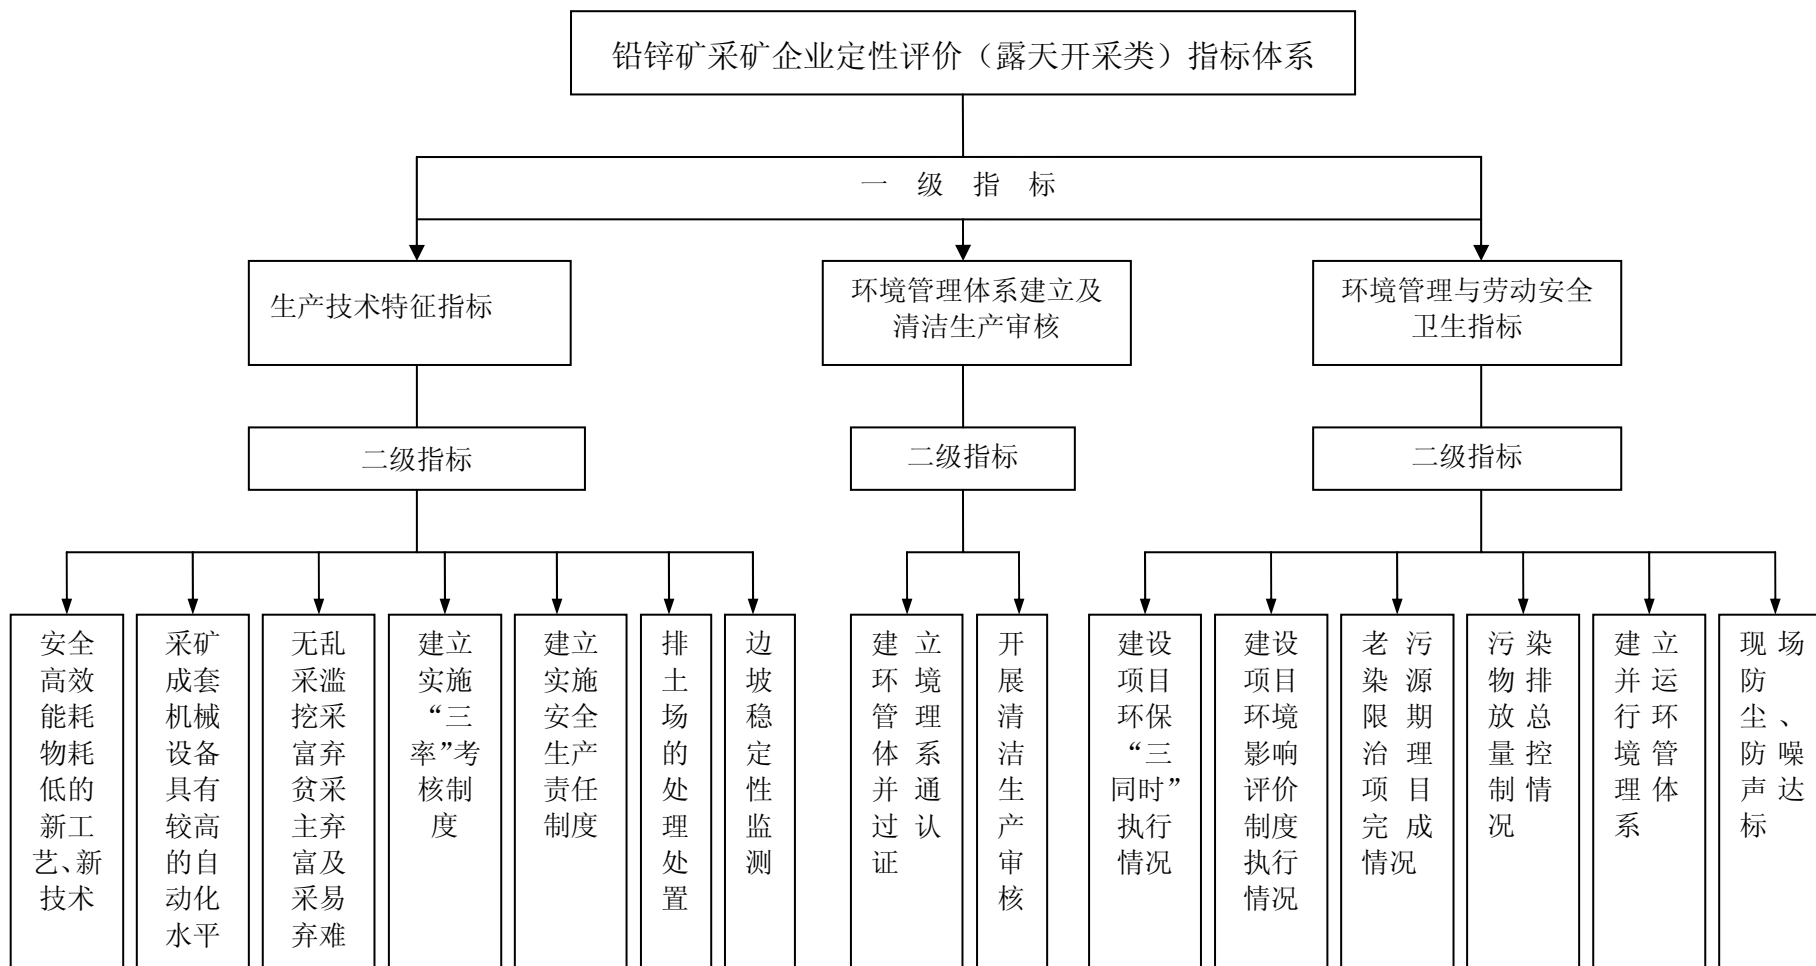 铅锌矿采矿企业定性评价（露天开采类）指标体系
一 级 指 标
生产技术特征指标
环境管理体系建立及
清洁生产审核
环境管理与劳动安全
卫生指标
二级指标
二级指标
二级指标
安全
高效
能耗
物耗
低的
新工
艺、新
技术
采矿
成套
机械
设备
具有
较高
的自
动化
水平
无乱
采滥
挖采
富弃
贫采
主弃
富及
采易
弃难
建立
实施
“三
率”考
核制
度
建立
实施
安全
生产
责任
制度
排
土
场
的
处
理
处
置
边
坡
稳
定
性
监
测
建 立
环 境
管 理
体 系
并 通
过 认
证
开
展
清
洁
生
产
审
核
建设
项目
环保
“三
同时”
执行
情况
建设
项目
环境
影响
评价
制度
执行
情况
老 污
染 源
限 期
治 理
项 目
完 成
情况
污 染
物 排
放 总
量 控
制 情
况
建 立
并 运
行 环
境 管
理 体
系
现 场
防
尘 、
防 噪
声 达
标